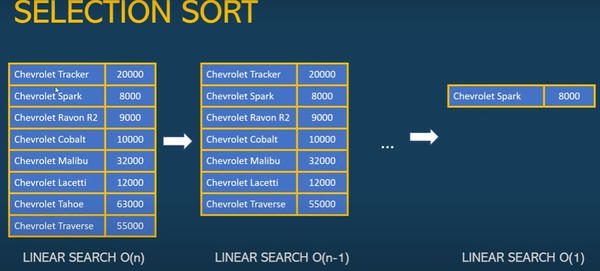 SELECTION SORT
Chevrolet Tracker 20000
Chevrolet Spark 8000
Chevrolet Ravon R2 9000
Chevrolet Cobalt 10000
Chevrolet Malibu 32000
Chevrolet Lacetti 12000
Chevrolet Tahoe 63000
Chevrolet Traverse 55000
LINEAR SEARCH O(n)
Chevrolet Tracker 20000
Chevrolet Spark 8000
Chevrolet Ravon R2 9000
Chevrolet Cobalt 10000
Chevrolet Malibu 32000
Chevrolet Lacetti 12000
Chevrolet Traverse 55000
LINEAR SEARCH O(n-1)
...
Chevrolet Spark 8000
LINEAR SEARCH O(1)